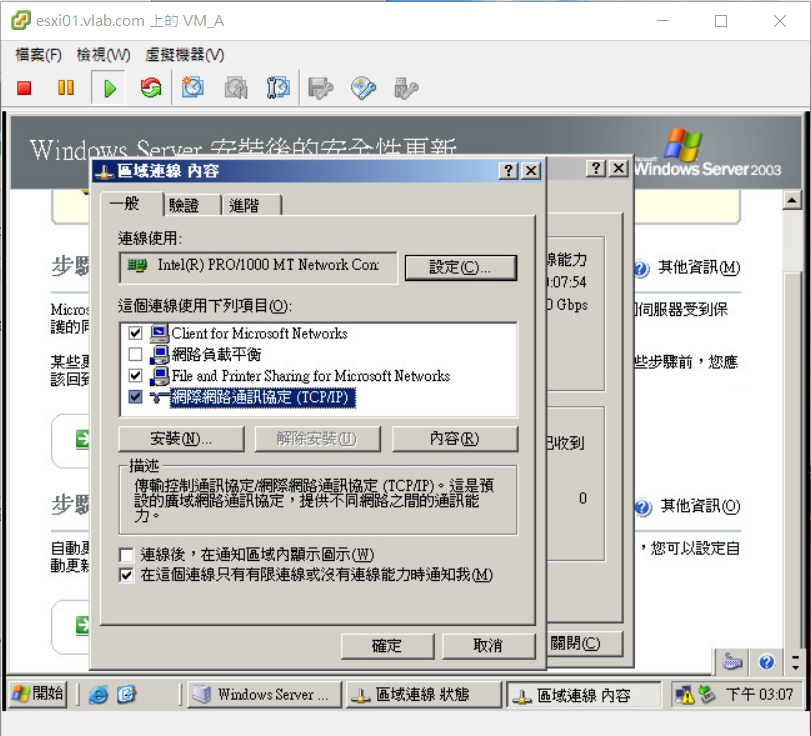 esxi01.vlab.com 上的 VM_A
檔案(F) 檢視(W) 虛擬機器(V)
Windows Server 安裝後的安全性更新
Microsoft
Windows Server 2003
區域連線 內容
一般 驗證 進階
連線使用:
Intel(R) PRO/1000 MT Network Con
設定(C)...
這個連線使用下列項目(O):
Client for Microsoft Networks
網路負載平衡
File and Printer Sharing for Microsoft Networks
網際網路通訊協定 (TCP/IP)
安裝(N)... 解除安裝(U) 內容(R)
描述
傳輸控制通訊協定/網際網路通訊協定 (TCP/IP)。這是預
設的廣域網路通訊協定，提供不同網路之間的通訊能
力。
連線後，在通知區域內顯示圖示(W)
在這個連線只有有限連線或沒有連線能力時通知我(M)
確定 取消
線能力
:07:54
0 Gbps
已收到
0
關閉(C)
步驟
其他資訊(M)
Micros
伺服器受到保
護的同
某些
些步驟前，您應
該回到
步驟
其他資訊(O)
自動更
，您可以設定自
動更新
開始 Windows Server ... 區域連線 狀態 區域連線 內容 下午 03:07